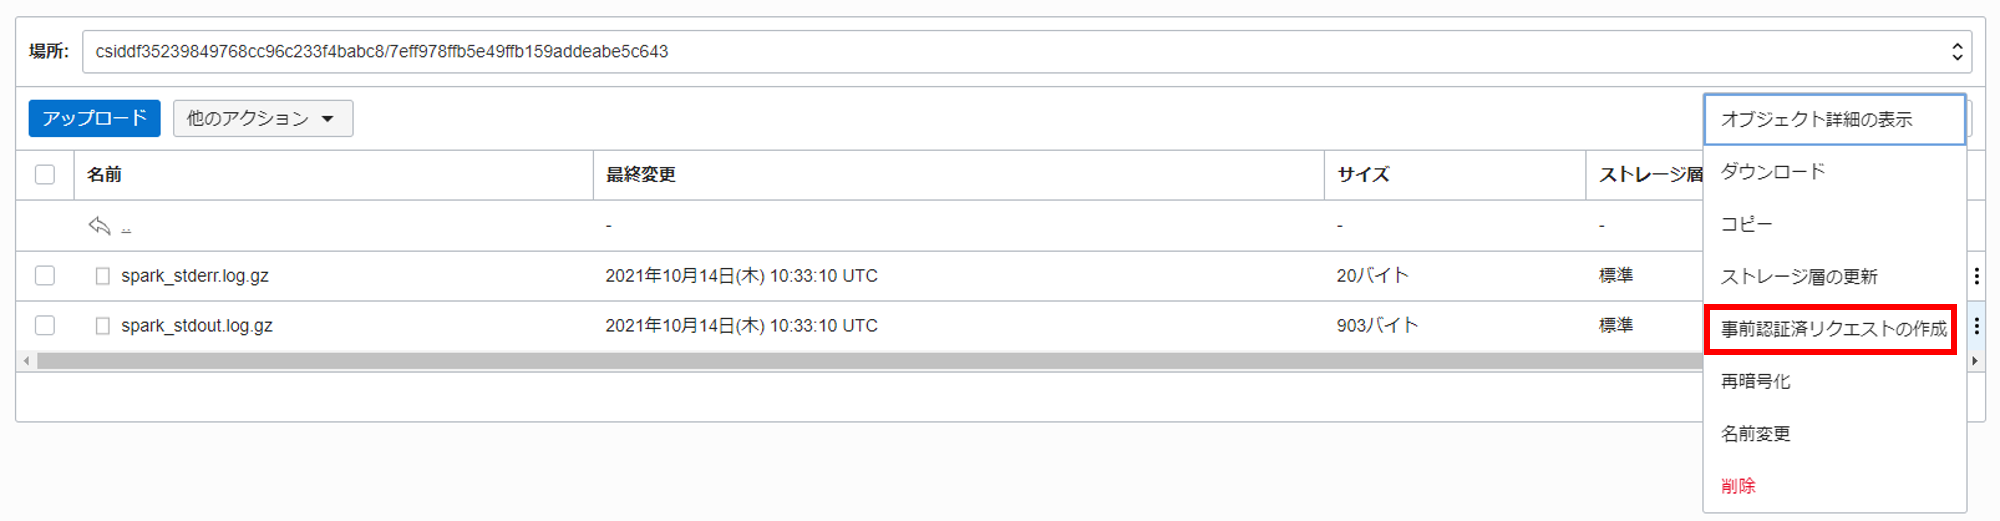 場所: csiddf35239849768cc96c233f4babc8/7eff978ffb5e49ffb159addeabe5c643
アップロード 他のアクション
名前 最終変更 サイズ ストレージ層
.. - - -
spark_stderr.log.gz 2021年10月14日(木) 10:33:10 UTC 20バイト 標準
spark_stdout.log.gz 2021年10月14日(木) 10:33:10 UTC 903バイト 標準
オブジェクト詳細の表示
ダウンロード
コピー
ストレージ層の更新
事前認証済リクエストの作成
再暗号化
名前変更
削除